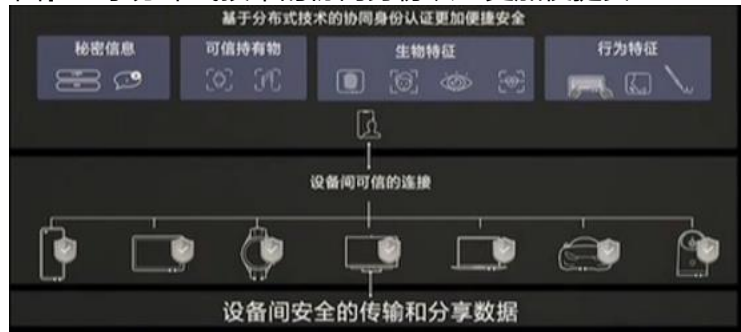 基于分布式技术的协同身份认证更加便捷安全
秘密信息 可信持有物 生物特征 行为特征
设备间可信的连接
设备间安全的传输和分享数据